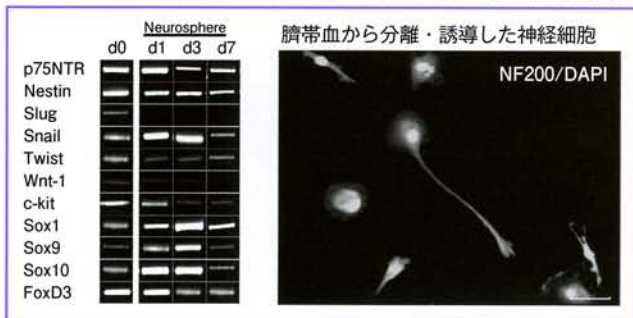 Neurosphere
d0 d1 d3 d7
p75NTR
Nestin
Slug
Snail
Twist
Wnt-1
c-kit
Sox1
Sox9
Sox10
FoxD3
臍帯血から分離・誘導した神経細胞
NF200/DAPI